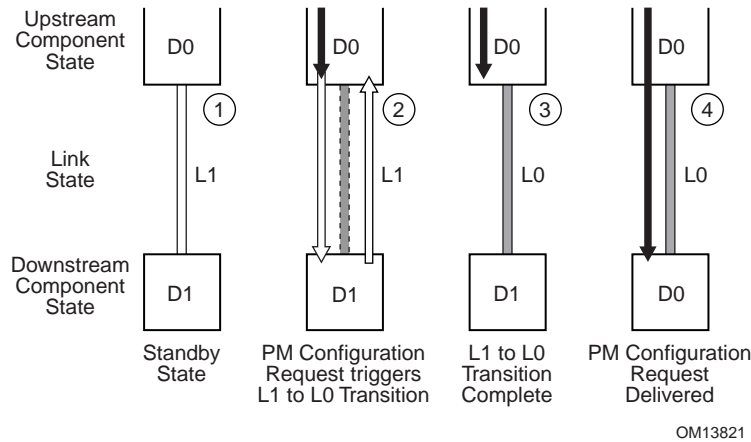 Upstream
Component
State
D0
D0
D0
D0
1
2
3
4
Link
State
L1
L1
L0
L0
Downstream
Component
State
D1
D1
D1
D0
Standby
State
PM Configuration
Request triggers
L1 to L0 Transition
L1 to L0
Transition
Complete
PM Configuration
Request
Delivered
OM13821